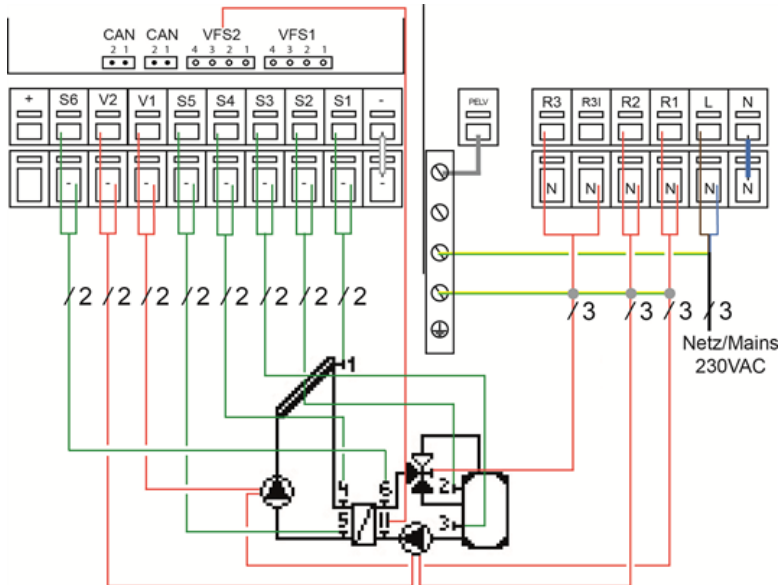 CAN CAN VFS2 VFS1
2 1 2 1 4 3 2 1 4 3 2 1
+ S6 V2 V1 S5 S4 S3 S2 S1 - PELV R3 R3I R2 R1 L N
- - - - - - - - - N N N N N N
2 2 2 2 2 2 2 2 3 3 3 3
Netz/Mains
230VAC
1
4 6 2
5 11 3